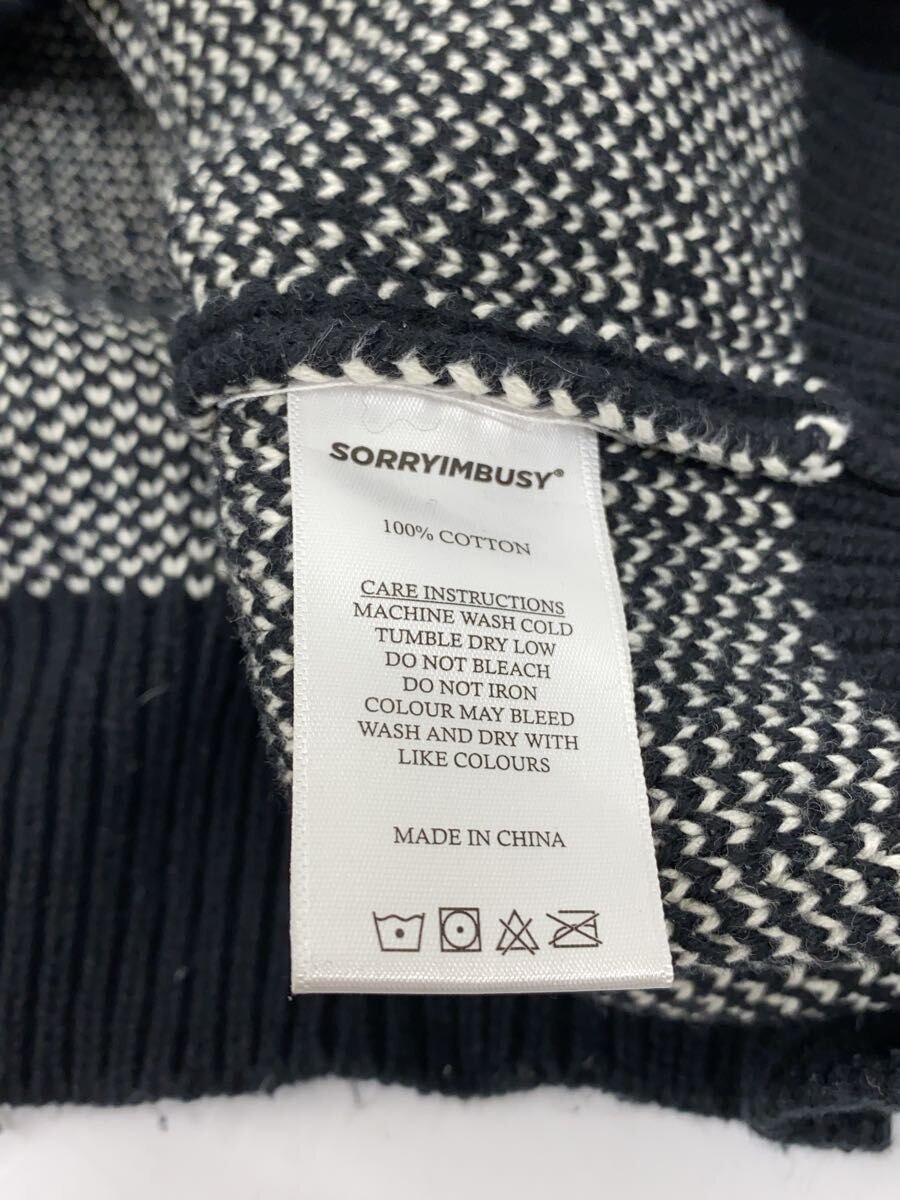 SORRYIMBUSY®
100% COTTON
CARE INSTRUCTIONS
MACHINE WASH COLD
TUMBLE DRY LOW
DO NOT BLEACH
DO NOT IRON
COLOUR MAY BLEED
WASH AND DRY WITH
LIKE COLOURS
MADE IN CHINA